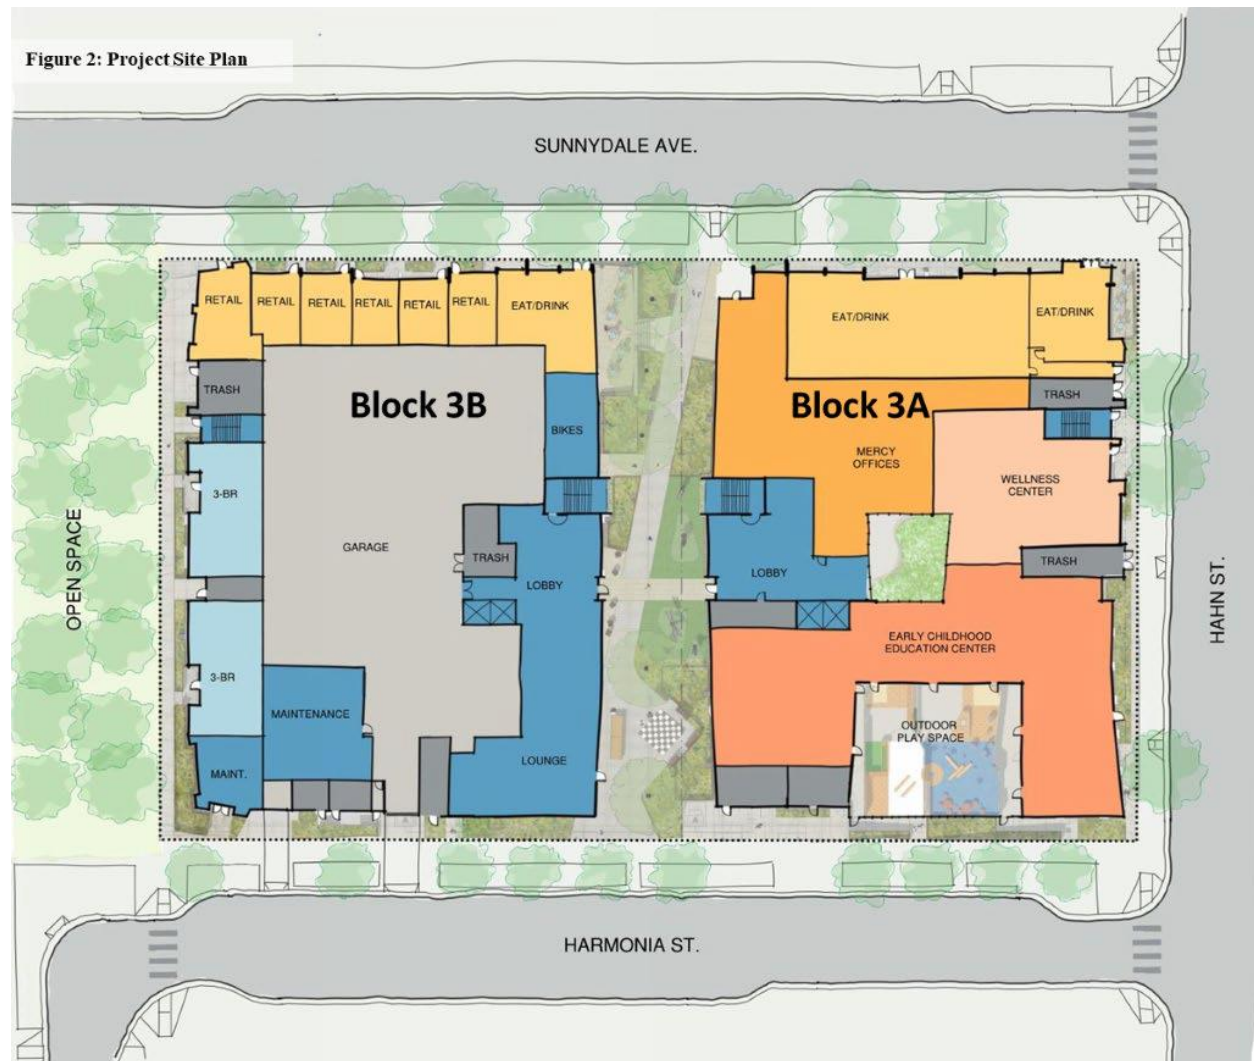 Figure 2: Project Site Plan
SUNNYDALE AVE.
RETAIL
RETAIL
RETAIL
RETAIL
RETAIL
RETAIL
EAT/DRINK
EAT/DRINK
EAT/DRINK
TRASH
Block 3B
BIKES
Block 3A
TRASH
MERCY
OFFICES
WELLNESS
CENTER
3-BR
GARAGE
TRASH
LOBBY
LOBBY
TRASH
OPEN SPACE
HAHN ST.
3-BR
EARLY CHILDHOOD
EDUCATION CENTER
MAINTENANCE
OUTDOOR
PLAY SPACE
MAINT.
LOUNGE
HARMONIA ST.